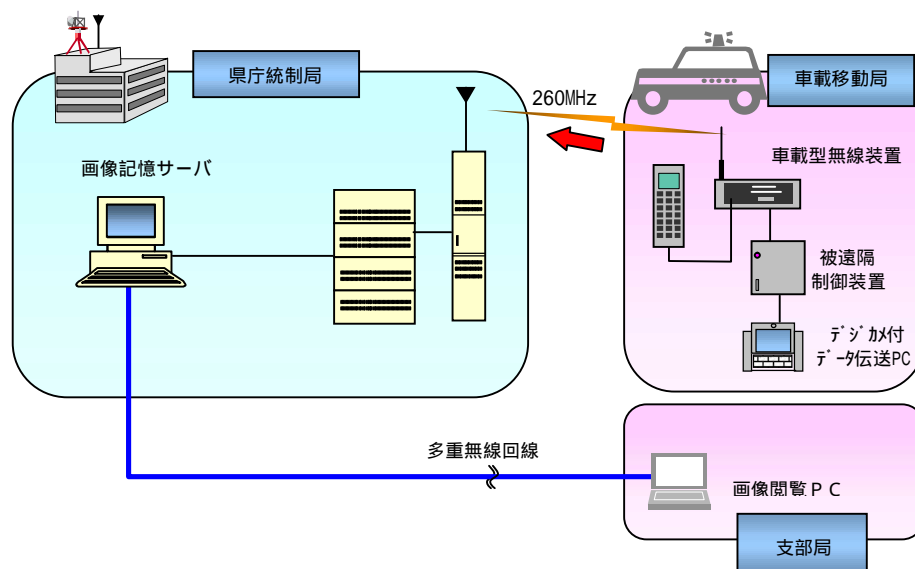 県庁統制局
車載移動局
260MHz
画像記憶サーバ
車載型無線装置
被遠隔
制御装置
デジカメ付
データ伝送PC
多重無線回線
画像閲覧PC
支部局